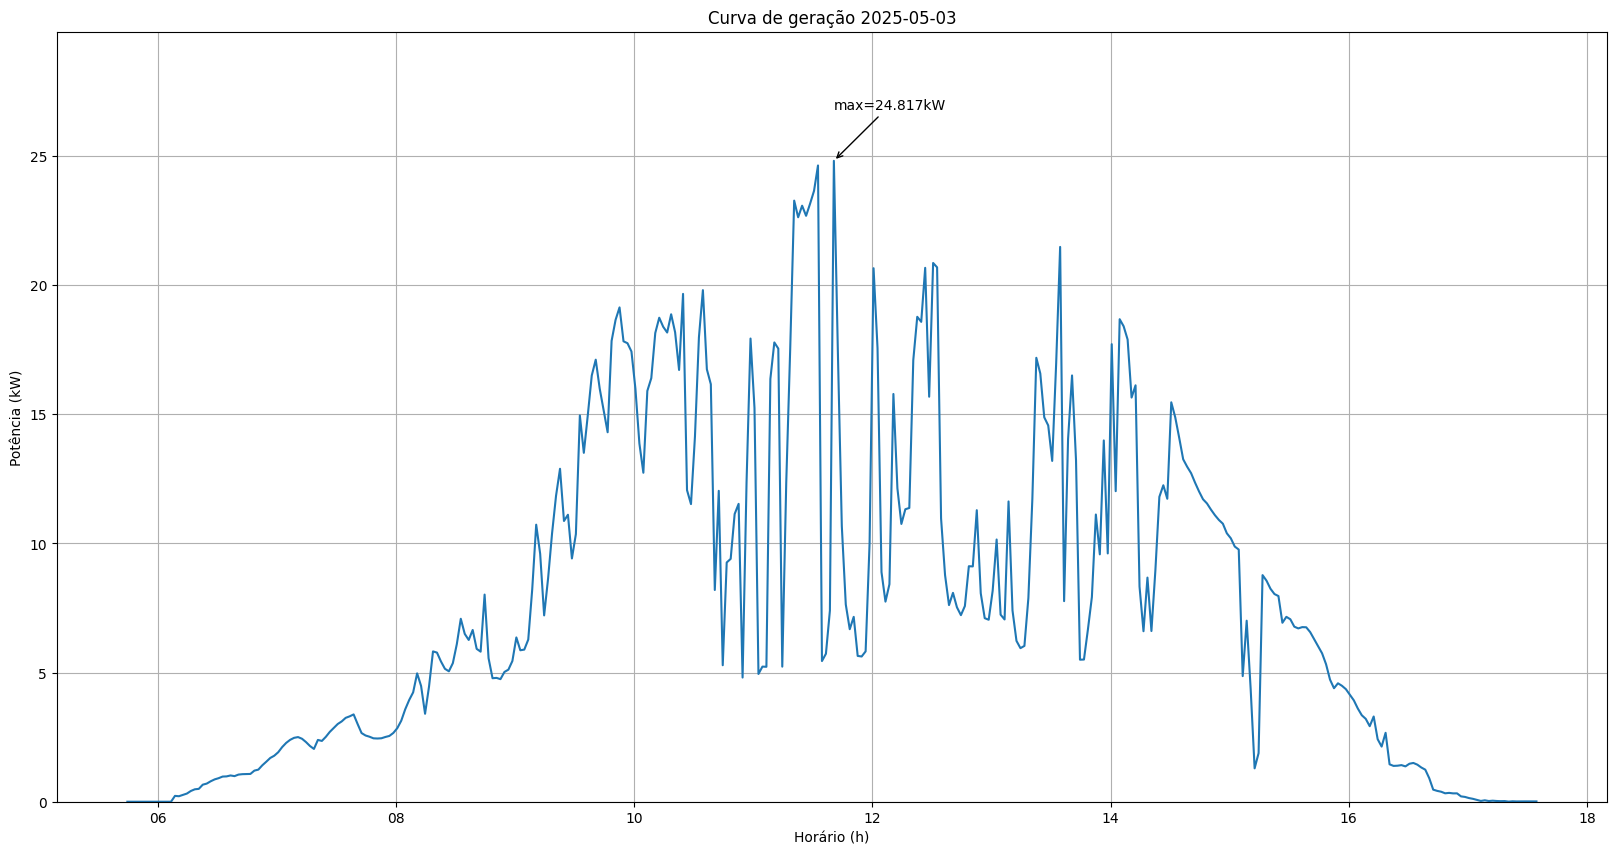 Curva de geração 2025-05-03
max=24.817kW
Potência (kW)
25
20
15
10
5
0
06 08 10 12 14 16 18
Horário (h)